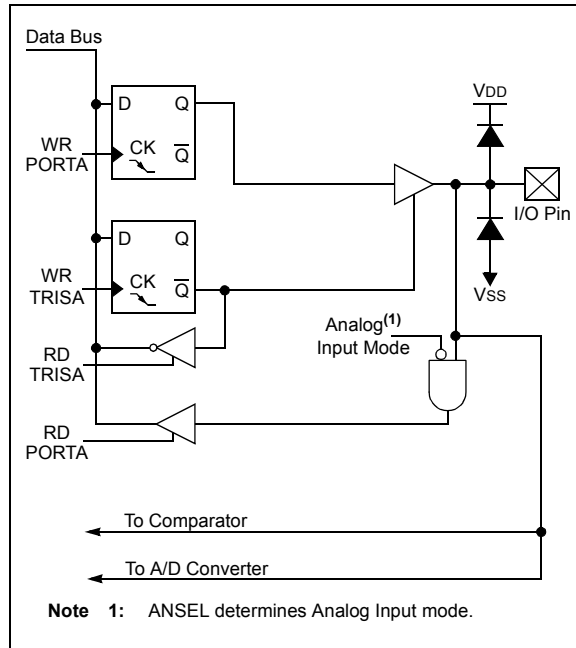 Data Bus
D Q
VDD
WR
PORTA
CK Q
I/O Pin
D Q
VSS
WR
TRISA
CK Q
Analog(1)
Input Mode
RD
TRISA
RD
PORTA
To Comparator
To A/D Converter
Note 1: ANSEL determines Analog Input mode.